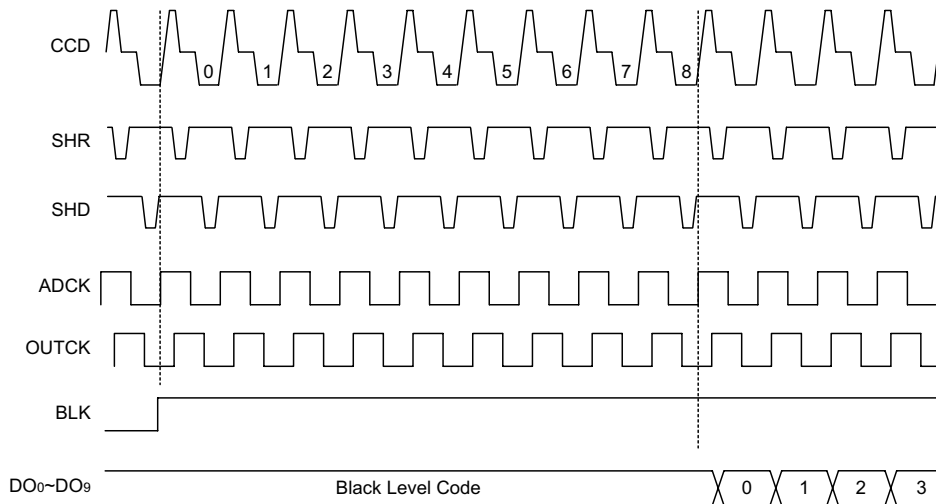 CCD
0 1 2 3 4 5 6 7 8
SHR
SHD
ADCK
OUTCK
BLK
DO0~DO9 Black Level Code 0 1 2 3